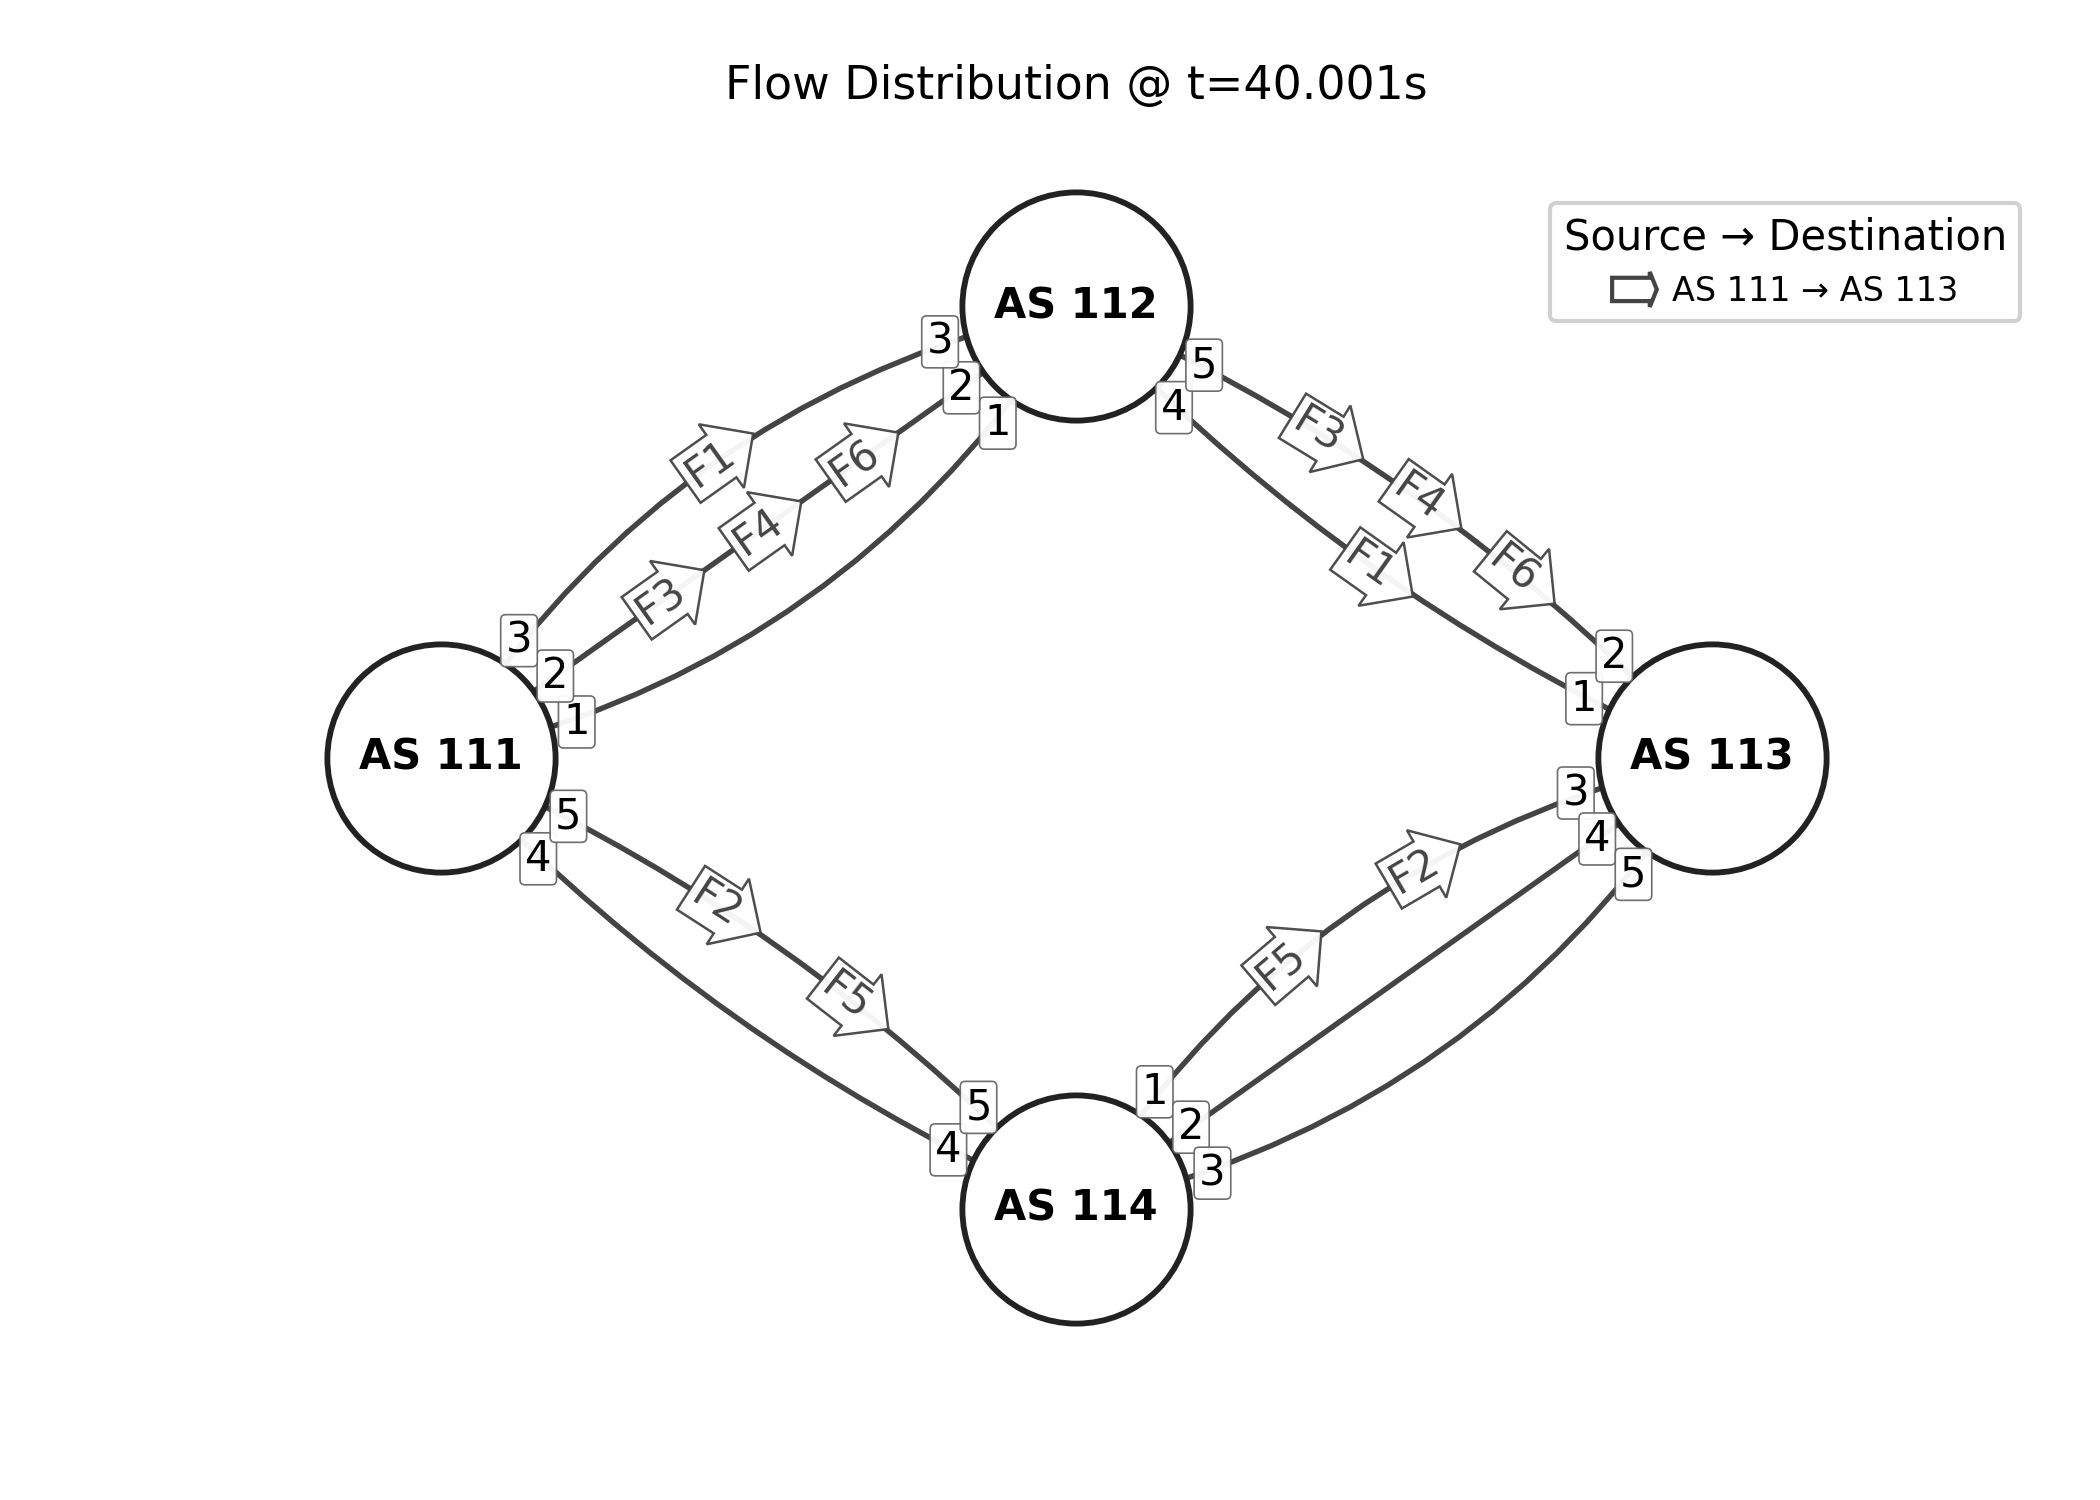 Flow Distribution @ t=40.001s
Source → Destination
AS 111 → AS 113
AS 112
3
2
1
5
4
F1
F6
F4
F3
F3
F4
F6
F1
3
2
1
2
1
AS 111
AS 113
5
4
3
4
5
F2
F5
F2
F5
5
4
1
2
3
AS 114